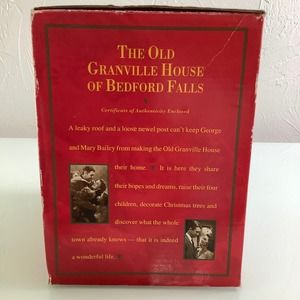 THE OLD
GRANVILLE HOUSE
OF BEDFORD FALLS
Certificate of Authenticity Enclosed
A leaky roof and a loose newel post can't keep George
and Mary Bailey from making the Old Granville House
their home. It is here they share
their hopes and dreams, raise their four
children, decorate Christmas trees and
discover what the whole
town already knows — that it is indeed
a wonderful life.